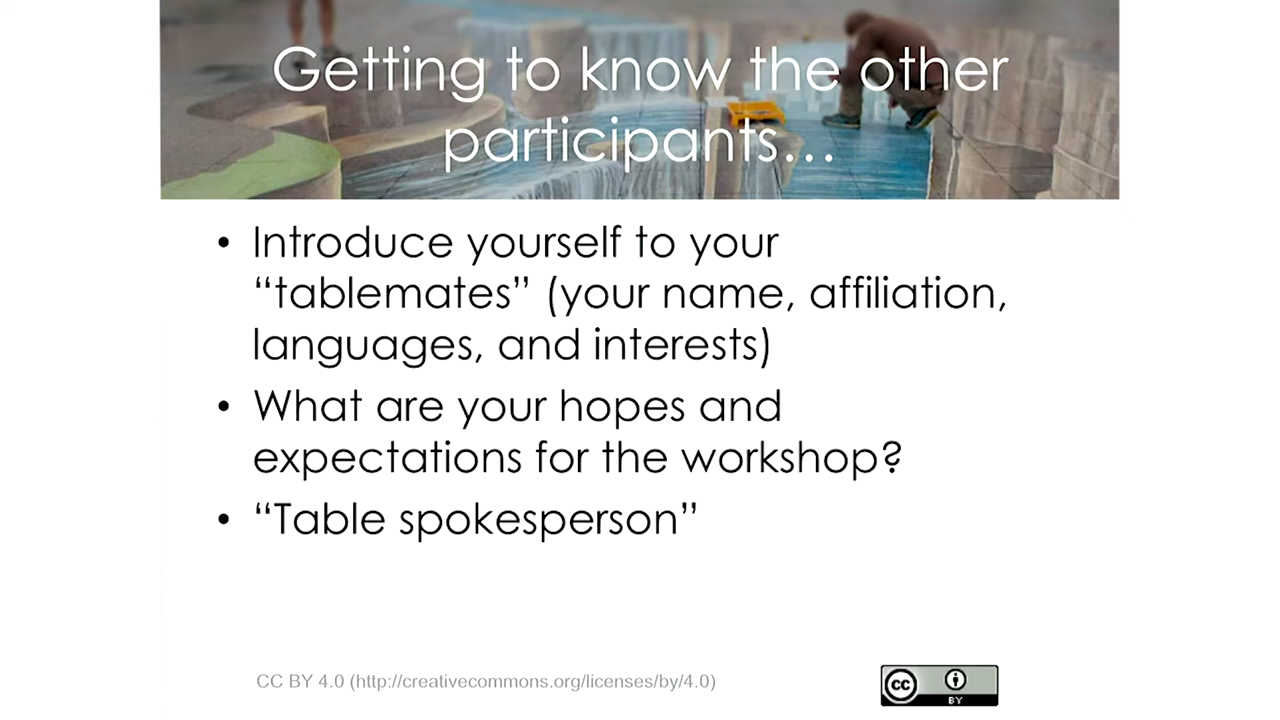 Getting to know the other
participants...
• Introduce yourself to your
“tablemates” (your name, affiliation,
languages, and interests)
• What are your hopes and
expectations for the workshop?
• “Table spokesperson”
CC BY 4.0 (http://creativecommons.org/licenses/by/4.0)
cc
BY